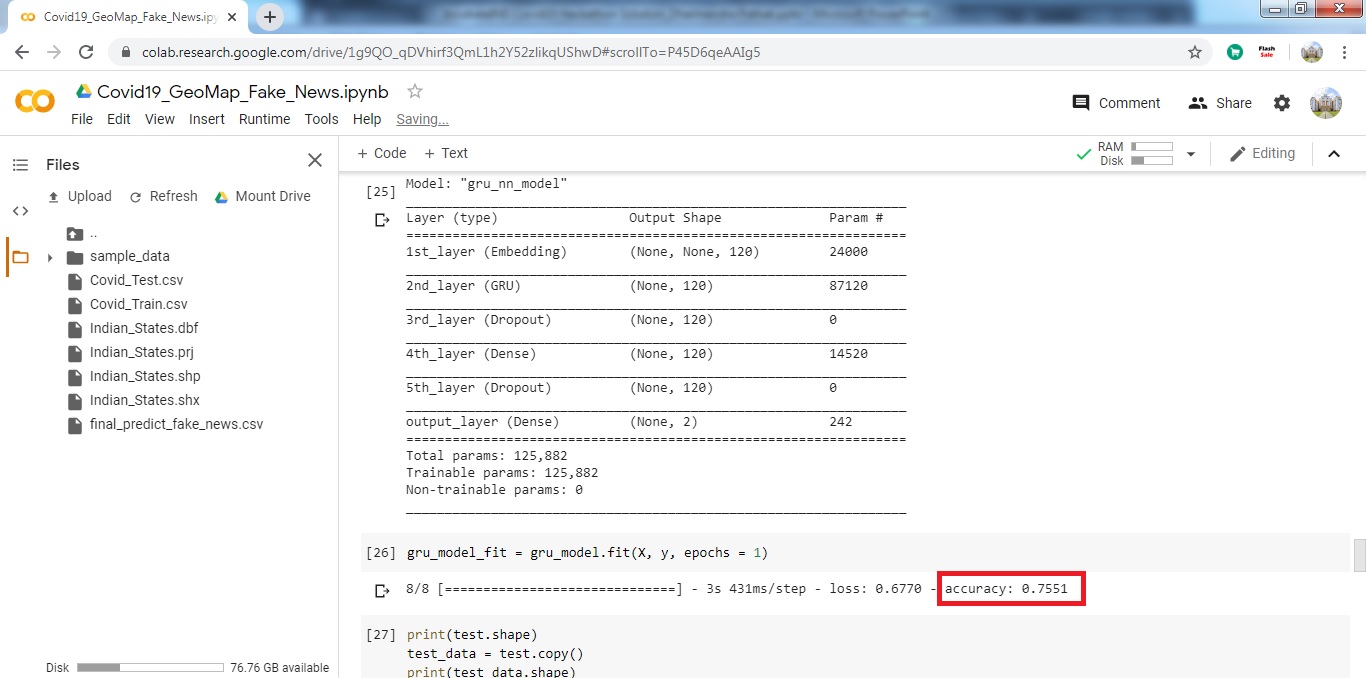 Covid19_GeoMap_Fake_News.ipy
colab.research.google.com/drive/1g9QO_qDVhirf3QmL1h2Y52zlikqUShwD#scrollTo=P45D6qeAAIg5
Flash
Sale
Covid19_GeoMap_Fake_News.ipynb
File Edit View Insert Runtime Tools Help Saving...
Comment Share
Files
+ Code + Text
RAM
Disk
Editing
Upload Refresh Mount Drive
..
sample_data
Covid_Test.csv
Covid_Train.csv
Indian_States.dbf
Indian_States.prj
Indian_States.shp
Indian_States.shx
final_predict_fake_news.csv
Disk 76.76 GB available
[25] Model: "gru_nn_model"
Layer (type) Output Shape Param #
1st_layer (Embedding) (None, None, 120) 24000
2nd_layer (GRU) (None, 120) 87120
3rd_layer (Dropout) (None, 120) 0
4th_layer (Dense) (None, 120) 14520
5th_layer (Dropout) (None, 120) 0
output_layer (Dense) (None, 2) 242
Total params: 125,882
Trainable params: 125,882
Non-trainable params: 0
[26] gru_model_fit = gru_model.fit(X, y, epochs = 1)
8/8 [==============================] - 3s 431ms/step - loss: 0.6770 - accuracy: 0.7551
[27] print(test.shape)
test_data = test.copy()
print(test_data.shape)